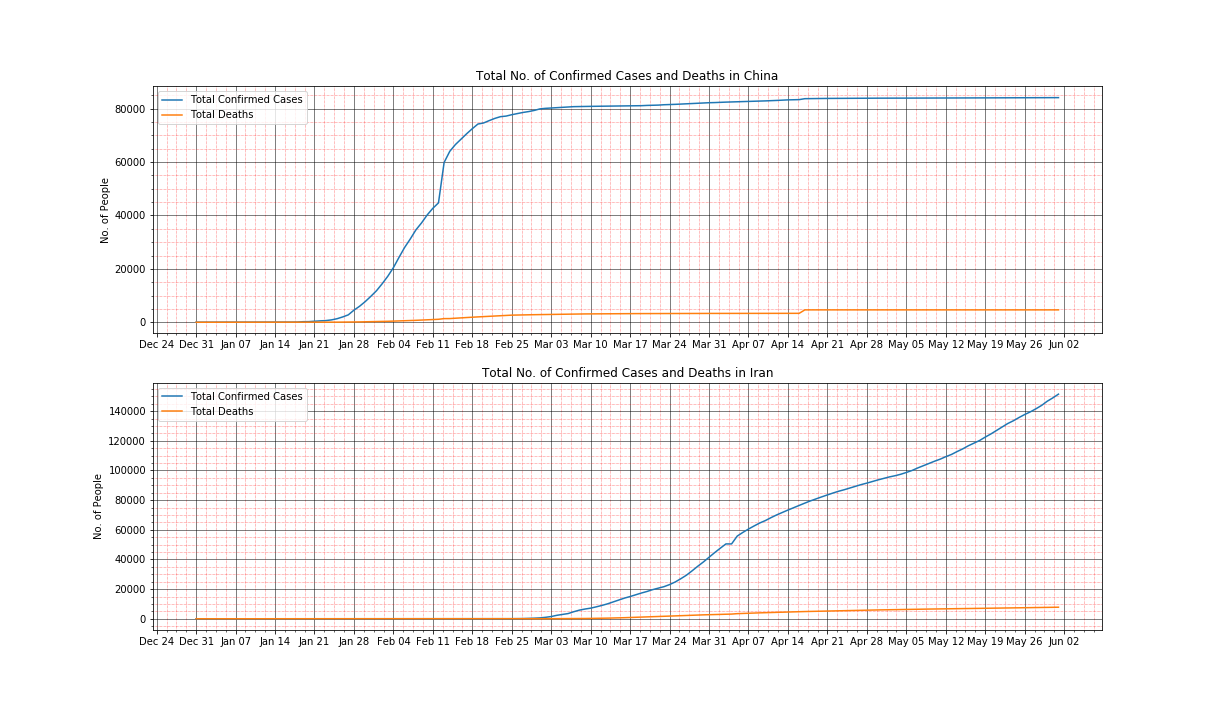 Total No. of Confirmed Cases and Deaths in China
Total Confirmed Cases
Total Deaths
No. of People
80000
60000
40000
20000
0
Dec 24 Dec 31 Jan 07 Jan 14 Jan 21 Jan 28 Feb 04 Feb 11 Feb 18 Feb 25 Mar 03 Mar 10 Mar 17 Mar 24 Mar 31 Apr 07 Apr 14 Apr 21 Apr 28 May 05 May 12 May 19 May 26 Jun 02
Total No. of Confirmed Cases and Deaths in Iran
Total Confirmed Cases
Total Deaths
No. of People
140000
120000
100000
80000
60000
40000
20000
0
Dec 24 Dec 31 Jan 07 Jan 14 Jan 21 Jan 28 Feb 04 Feb 11 Feb 18 Feb 25 Mar 03 Mar 10 Mar 17 Mar 24 Mar 31 Apr 07 Apr 14 Apr 21 Apr 28 May 05 May 12 May 19 May 26 Jun 02